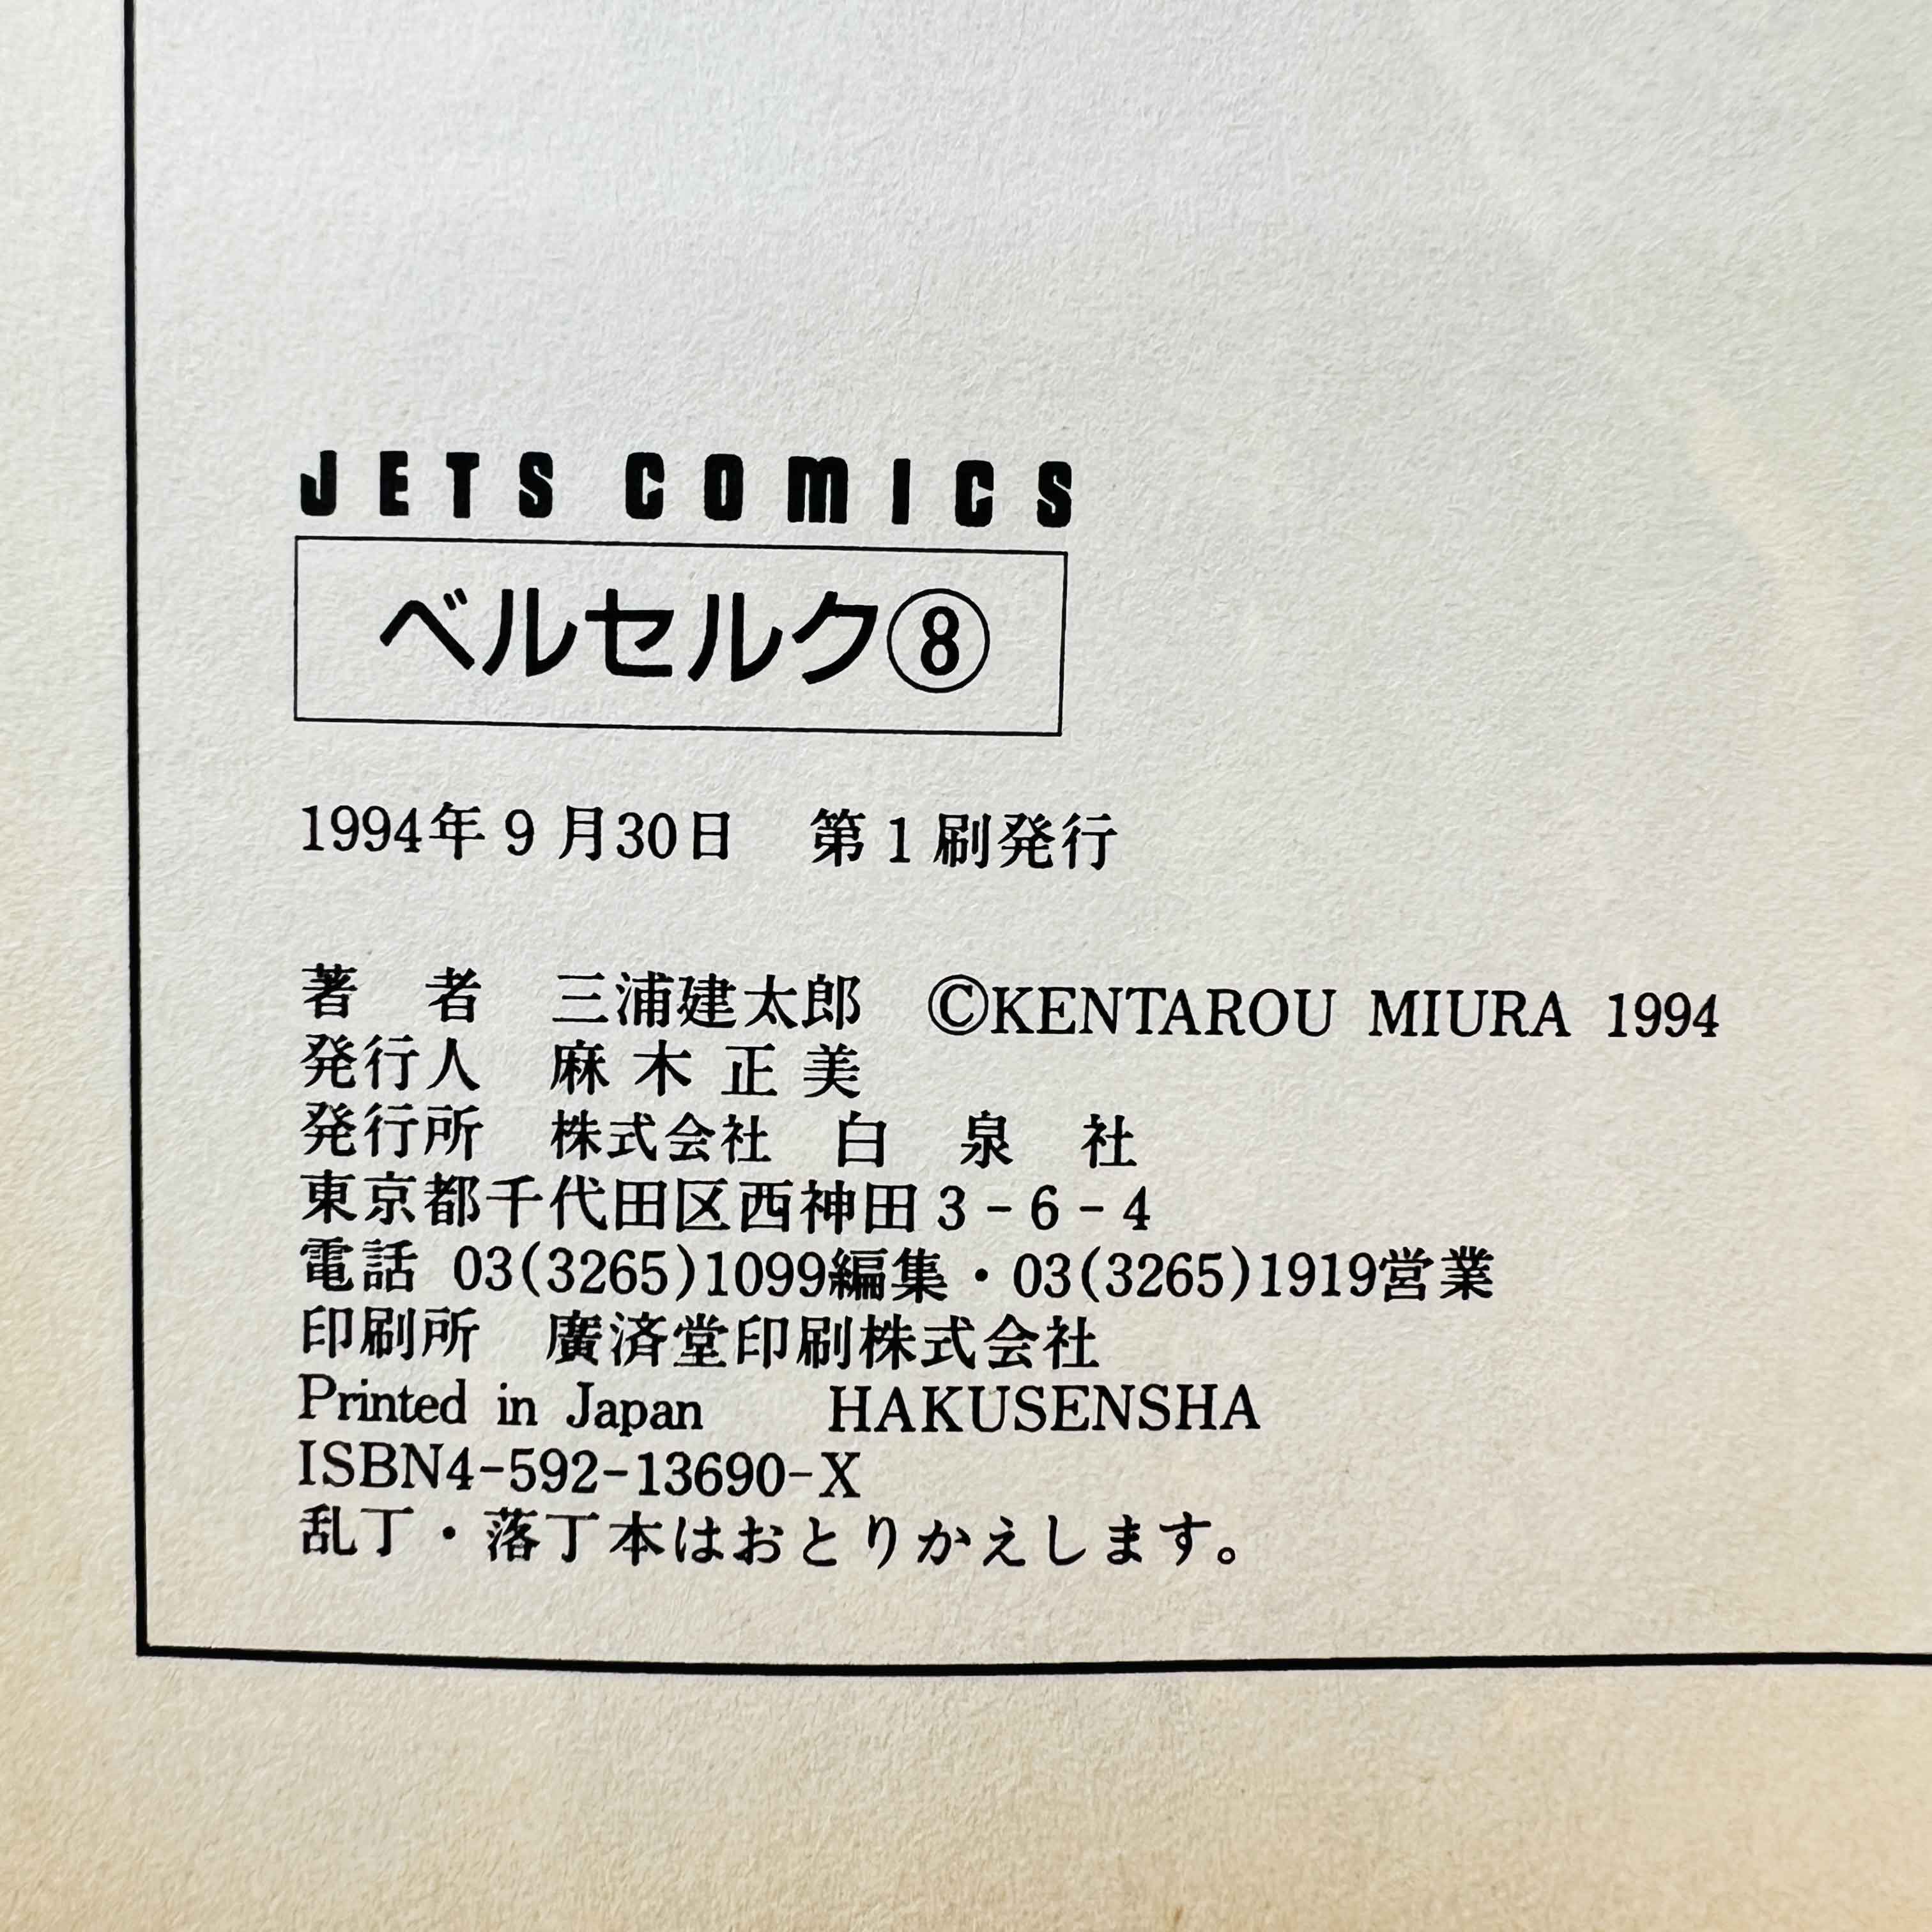 JETS COMICS
ベルセルク⑧
1994年9月30日　第1刷発行
著　者　三浦建太郎　©KENTAROU MIURA 1994
発行人　麻木正美
発行所　株式会社　白　泉　社
東京都千代田区西神田3-6-4
電話 03(3265)1099編集・03(3265)1919営業
印刷所　廣済堂印刷株式会社
Printed in Japan　HAKUSENSHA
ISBN4-592-13690-X
乱丁・落丁本はおとりかえします。